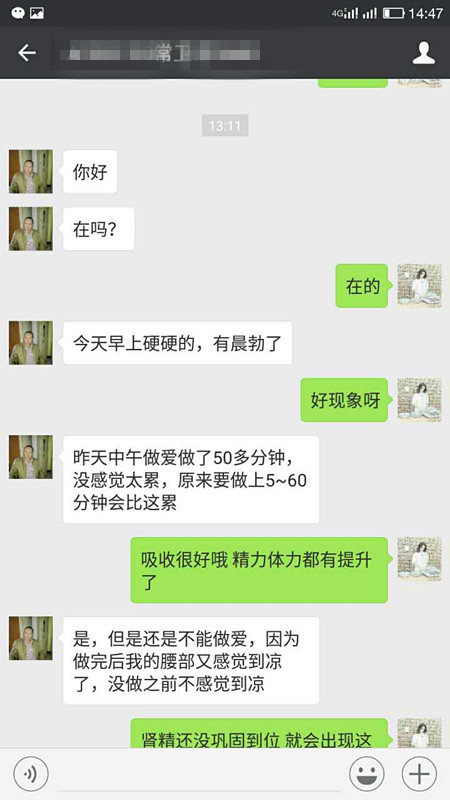 4G
14:47
常卫
13:11
你好
在吗？
在的
今天早上硬硬的，有晨勃了
好现象呀
昨天中午做爱做了50多分钟，
没感觉太累，原来要做上5~60
分钟会比这累
吸收很好哦 精力体力都有提升
了
是，但是还是不能做爱，因为
做完后我的腰部又感觉到凉
了，没做之前不感觉到凉
肾精还没巩固到位 就会出现这